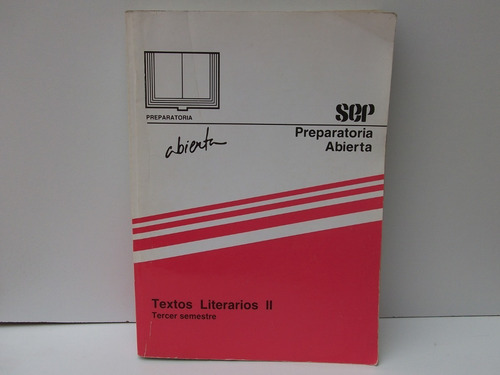 PREPARATORIA
abierta
SEP
Preparatoria
Abierta
Textos Literarios II
Tercer semestre